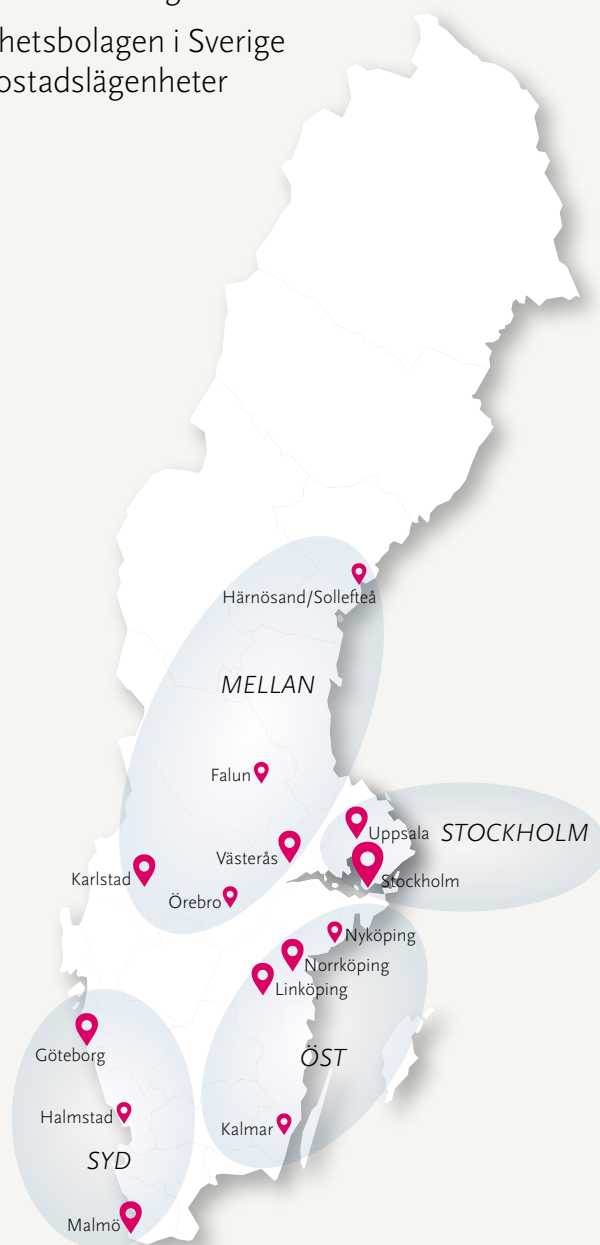 hetsbolagen i Sverige
ostadslägenheter
Härnösand/Sollefteå
MELLAN
Falun
Uppsala
STOCKHOLM
Västerås
Karlstad
Stockholm
Örebro
Nyköping
Norrköping
Linköping
Göteborg
ÖST
Halmstad
Kalmar
SYD
Malmö